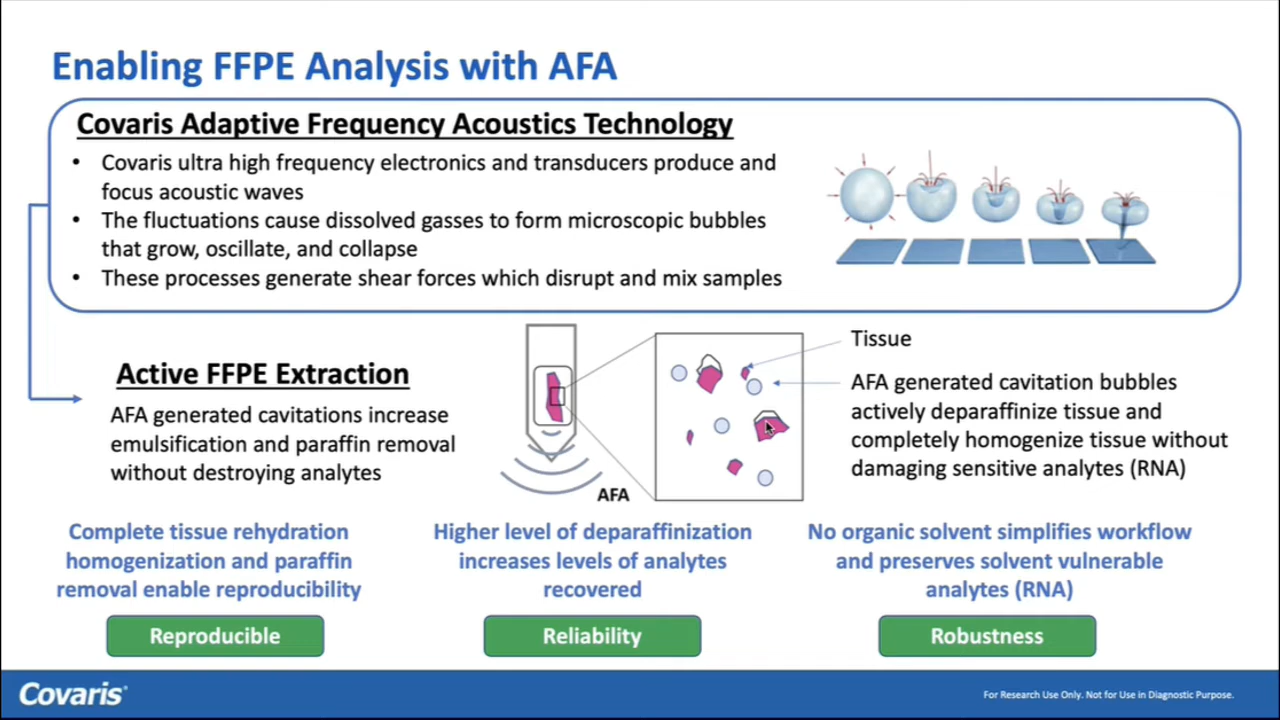 Enabling FFPE Analysis with AFA
Covaris Adaptive Frequency Acoustics Technology
• Covaris ultra high frequency electronics and transducers produce and
focus acoustic waves
• The fluctuations cause dissolved gasses to form microscopic bubbles
that grow, oscillate, and collapse
• These processes generate shear forces which disrupt and mix samples
Active FFPE Extraction
AFA generated cavitations increase
emulsification and paraffin removal
without destroying analytes
AFA
Tissue
AFA generated cavitation bubbles
actively deparaffinize tissue and
completely homogenize tissue without
damaging sensitive analytes (RNA)
Complete tissue rehydration
homogenization and paraffin
removal enable reproducibility
Reproducible
Higher level of deparaffinization
increases levels of analytes
recovered
Reliability
No organic solvent simplifies workflow
and preserves solvent vulnerable
analytes (RNA)
Robustness
Covaris
For Research Use Only. Not for Use in Diagnostic Purpose.